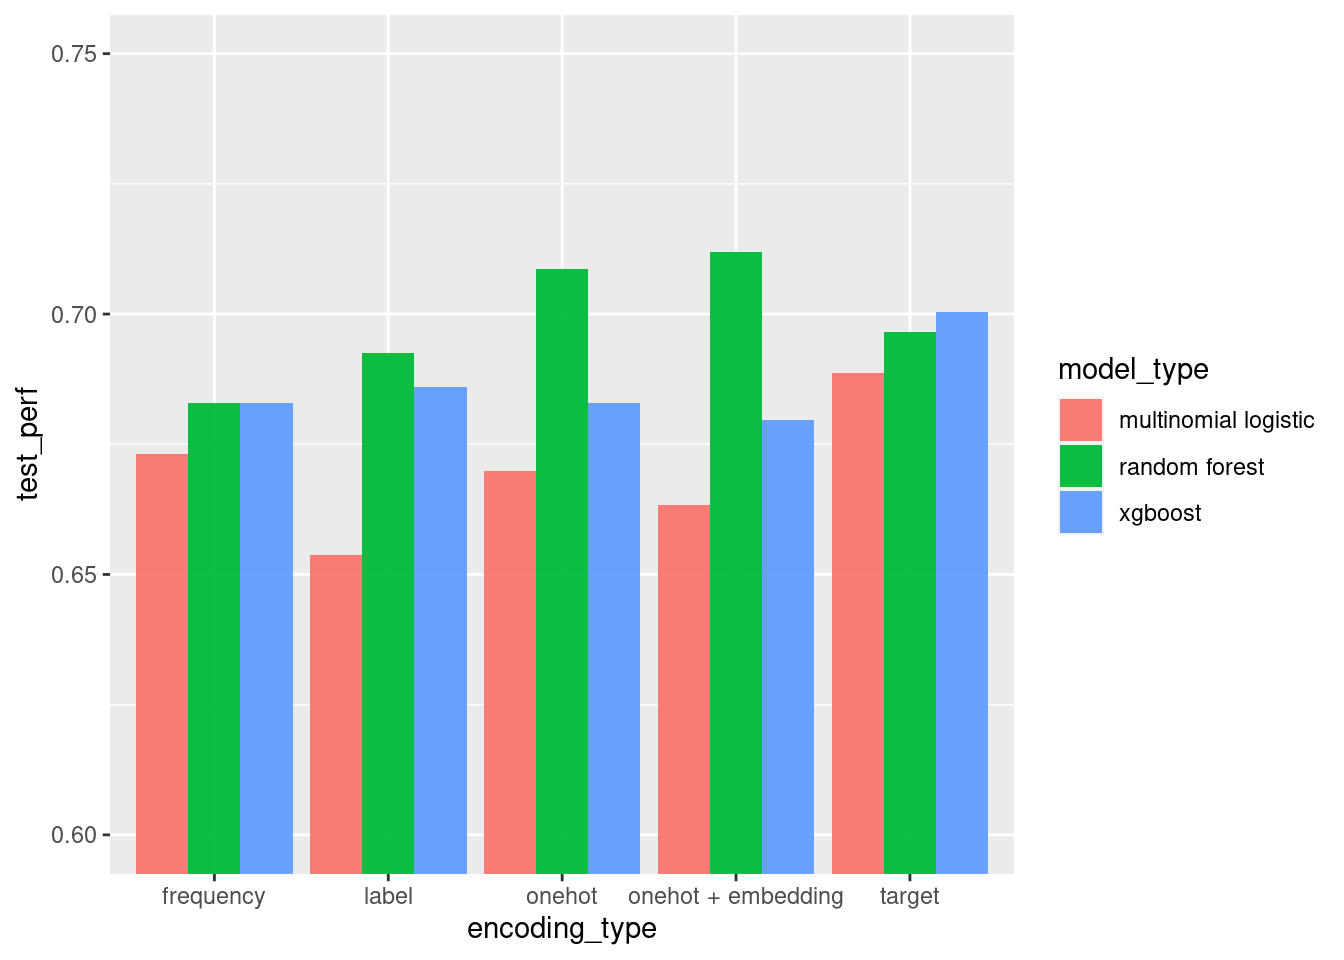 0.75
0.70
0.65
0.60
test_perf
frequency
label
onehot
onehot + embedding
target
encoding_type
model_type
multinomial logistic
random forest
xgboost